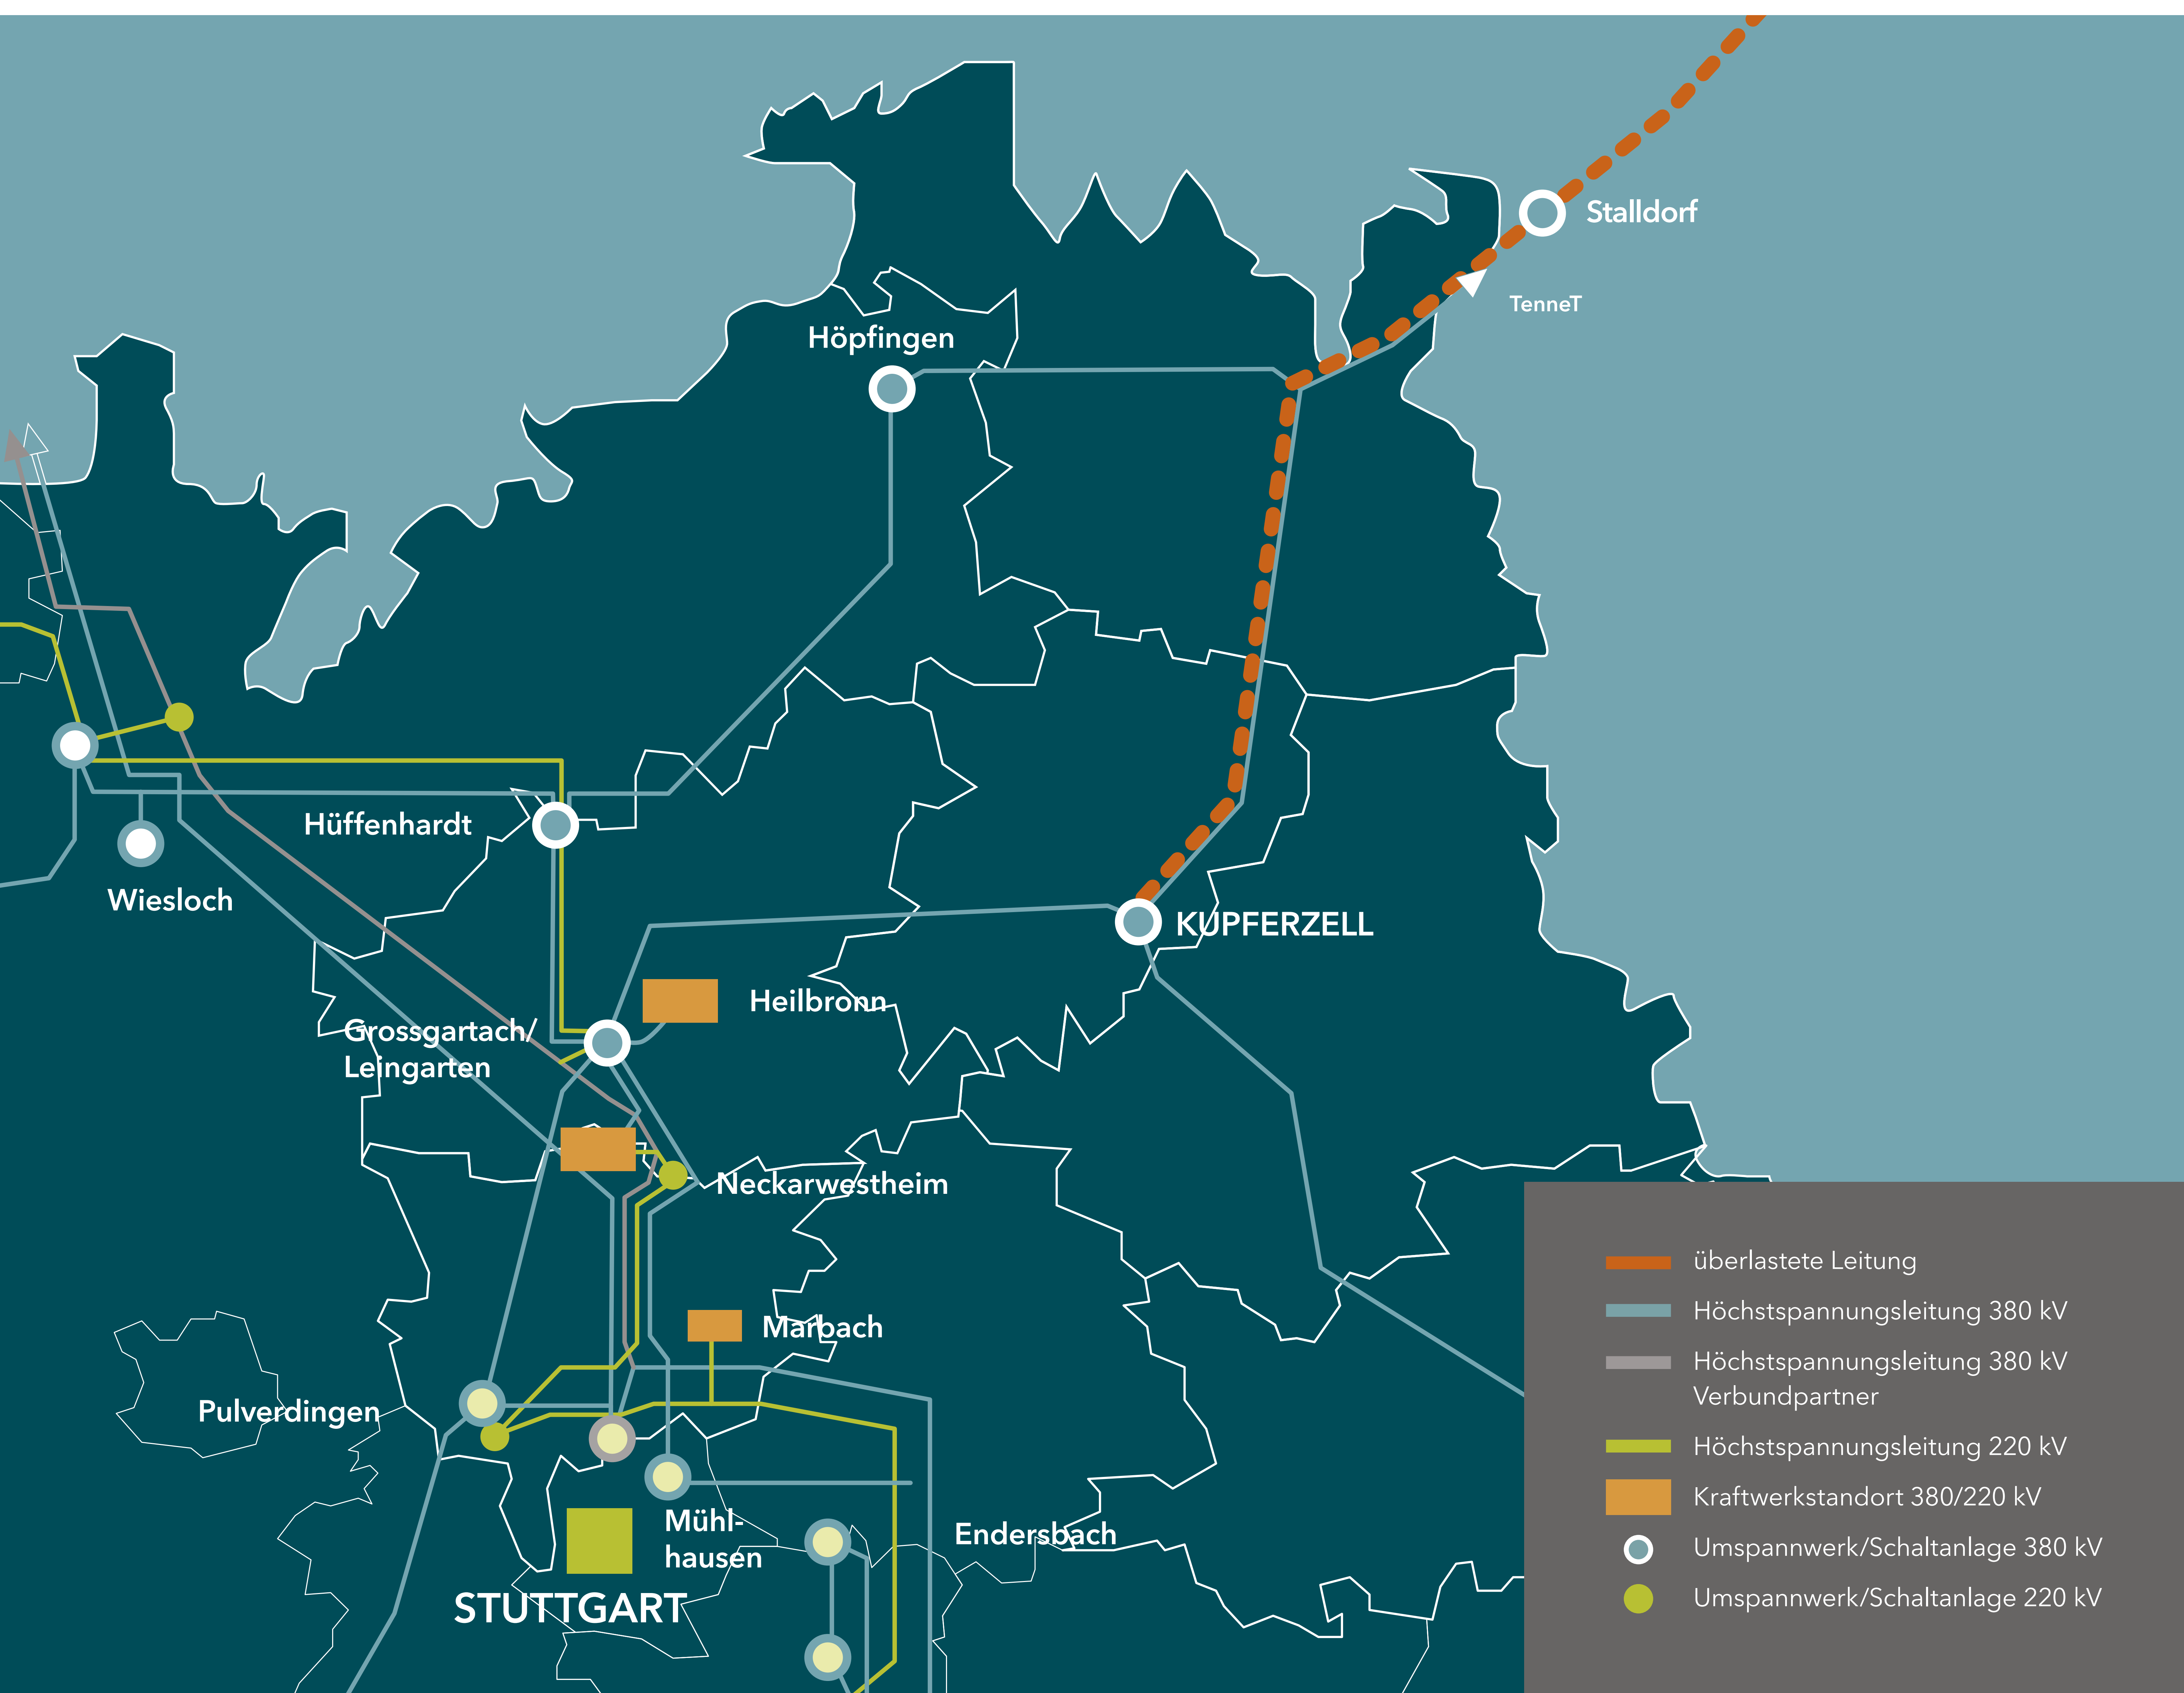 Stalldorf
TenneT
Höpfingen
Hüffenhardt
Wiesloch
KUPFERZELL
Heilbronn
Grossgartach/
Leingarten
Neckarwestheim
Marbach
Pulverdingen
Mühl-
hausen
Endersbach
STUTTGART
überlastete Leitung
Höchstspannungsleitung 380 kV
Höchstspannungsleitung 380 kV
Verbundpartner
Höchstspannungsleitung 220 kV
Kraftwerkstandort 380/220 kV
Umspannwerk/Schaltanlage 380 kV
Umspannwerk/Schaltanlage 220 kV